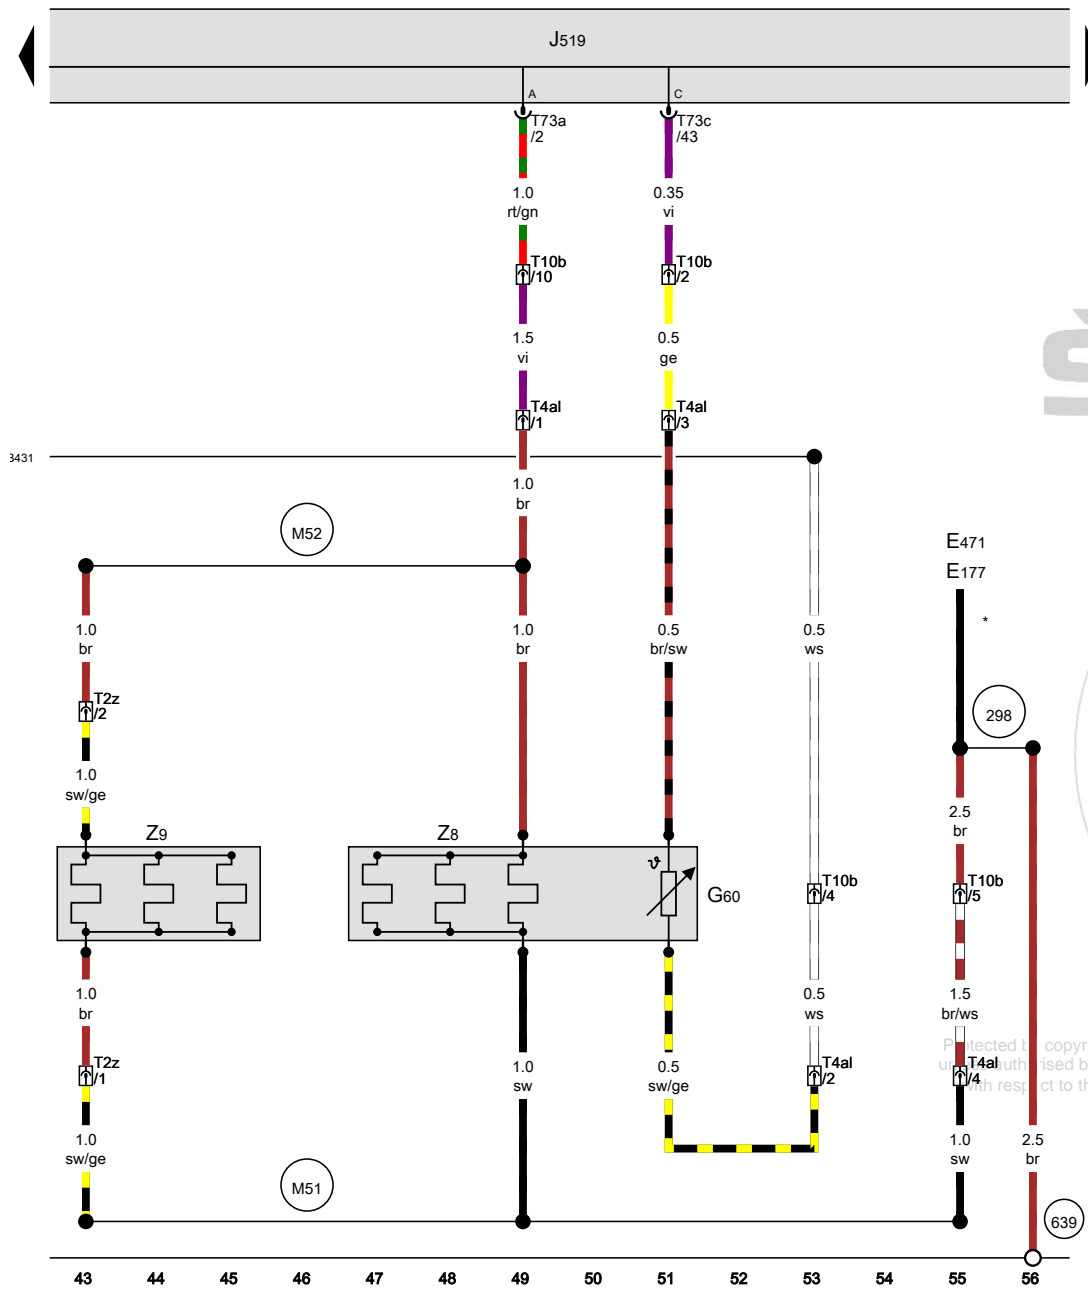 J519
A
C
T73a
/2
T73c
/43
1.0
rt/gn
0.35
vi
T10b
/10
T10b
/2
1.5
vi
0.5
ge
T4al
/1
T4al
/3
1.0
br
M52
E471
E177
*
1.0
br
1.0
br
0.5
br/sw
0.5
ws
T2z
/2
298
1.0
sw/ge
2.5
br
Z9
Z8
G60
T10b
/4
T10b
/5
1.0
br
0.5
ws
1.5
br/ws
T2z
/1
1.0
sw
0.5
sw/ge
T4al
/2
T4al
/4
1.0
sw/ge
1.0
sw
2.5
br
M51
639
43 44 45 46 47 48 49 50 51 52 53 54 55 56